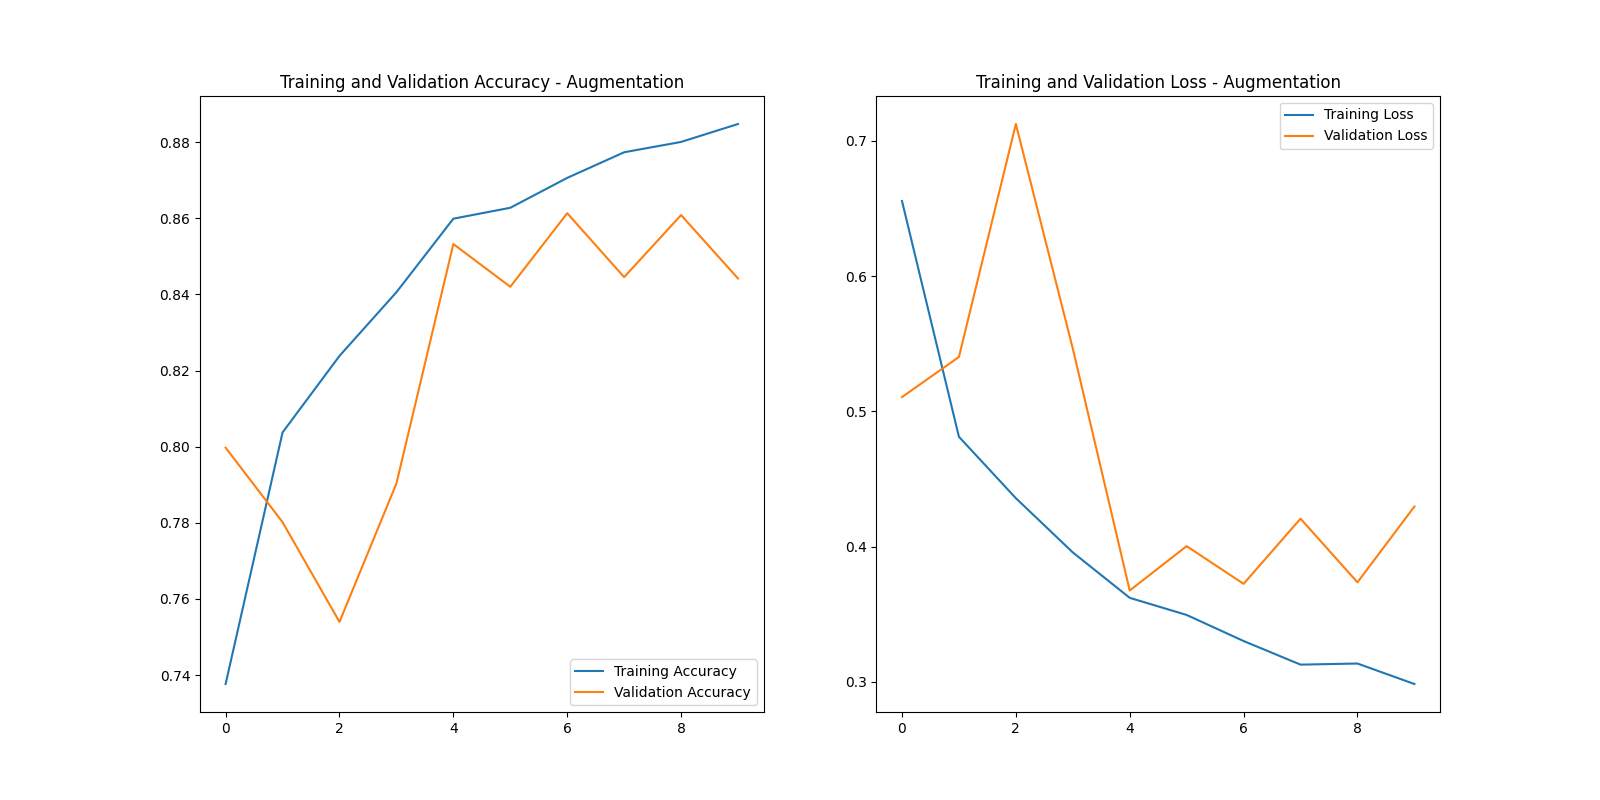 Training and Validation Accuracy - Augmentation
0.88
0.86
0.84
0.82
0.80
0.78
0.76
0.74
0 2 4 6 8
Training Accuracy
Validation Accuracy
Training and Validation Loss - Augmentation
Training Loss
Validation Loss
0.7
0.6
0.5
0.4
0.3
0 2 4 6 8